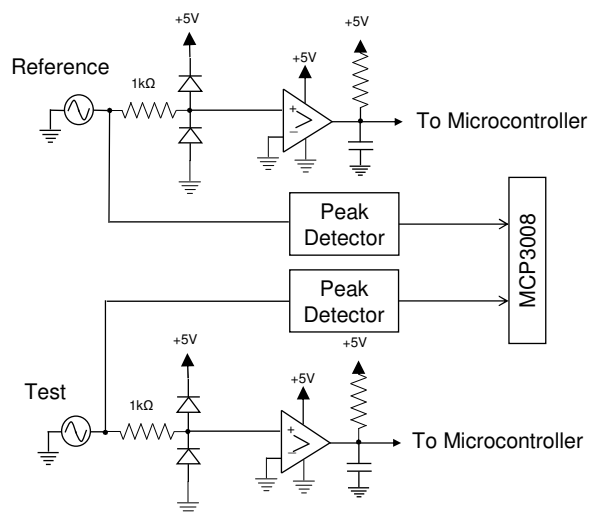 +5V
+5V
Reference
1kΩ
+5V
+
−
To Microcontroller
Peak
Detector
MCP3008
Peak
Detector
+5V
+5V
Test
1kΩ
+5V
+
−
To Microcontroller